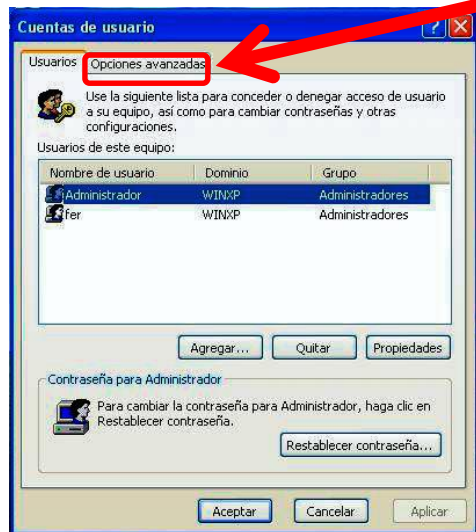 Cuentas de usuario
Usuarios Opciones avanzadas
Use la siguiente lista para conceder o denegar acceso de usuario
a su equipo, así como para cambiar contraseñas y otras
configuraciones.
Usuarios de este equipo:
Nombre de usuario Dominio Grupo
Administrador WINXP Administradores
fer WINXP Administradores
Agregar... Quitar Propiedades
Contraseña para Administrador
Para cambiar la contraseña para Administrador, haga clic en
Restablecer contraseña.
Restablecer contraseña...
Aceptar Cancelar Aplicar